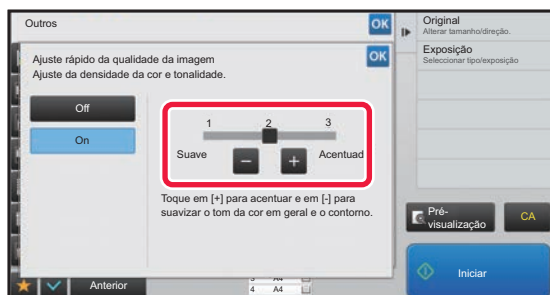 Outros
OK
Original
Alterar tamanho/direção.
Exposição
Seleccionar tipo/exposição
Ajuste rápido da qualidade da imagem
OK
Ajuste da densidade da cor e tonalidade.
Off
On
1 2 3
Suave
−
+
Acentuad
Toque em [+] para acentuar e em [-] para
suavizar o tom da cor em geral e o contorno.
Pré-
visualização
CA
Anterior
4 A4
Iniciar